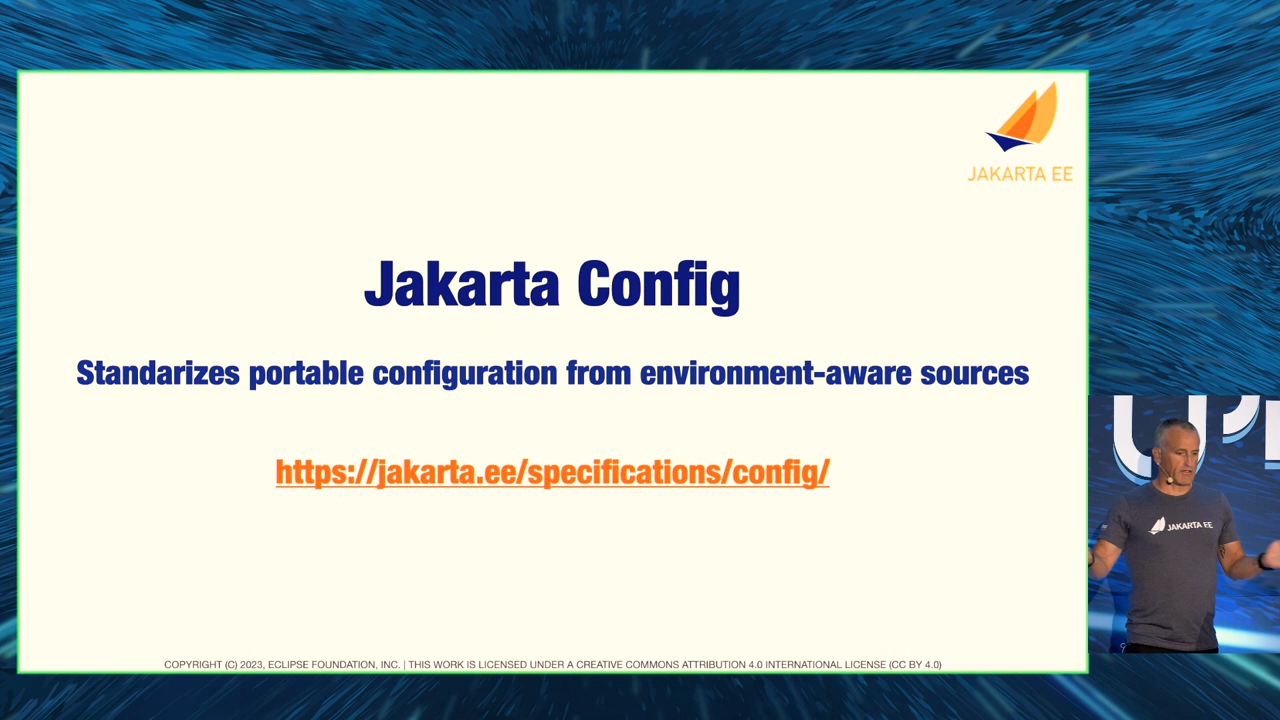 JAKARTA EE
Jakarta Config
Standarizes portable configuration from environment-aware sources
https://jakarta.ee/specifications/config/
COPYRIGHT (C) 2023, ECLIPSE FOUNDATION, INC. | THIS WORK IS LICENSED UNDER A CREATIVE COMMONS ATTRIBUTION 4.0 INTERNATIONAL LICENSE (CC BY 4.0)
JAKARTA EE